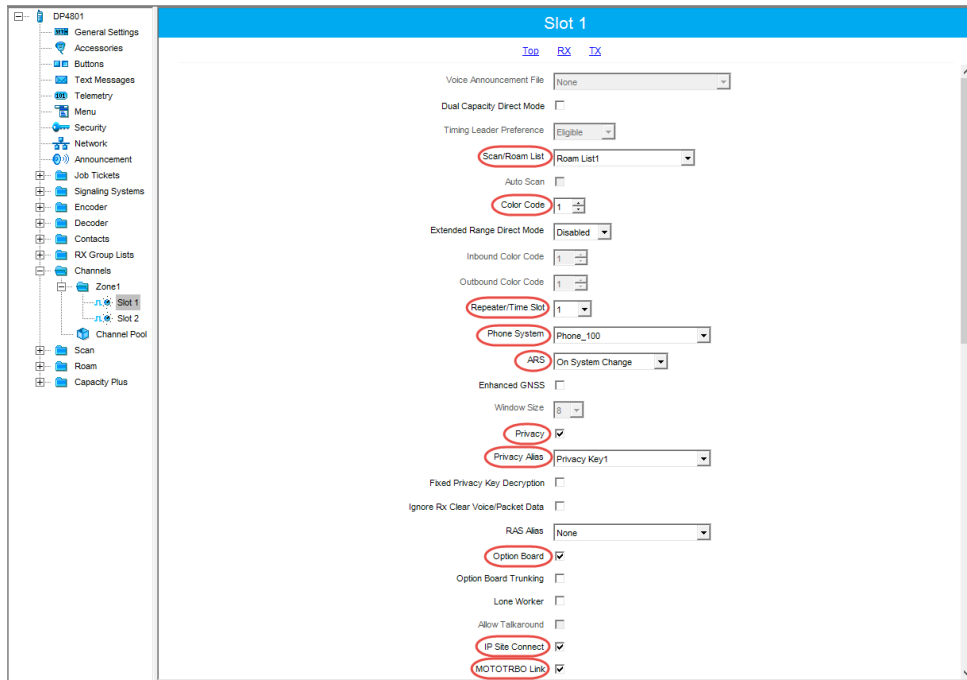 DP4801
General Settings
Accessories
Buttons
Text Messages
Telemetry
Menu
Security
Network
Announcement
Job Tickets
Signaling Systems
Encoder
Decoder
Contacts
RX Group Lists
Channels
Zone1
Slot 1
Slot 2
Channel Pool
Scan
Roam
Capacity Plus
Slot 1
Top RX TX
Voice Announcement File None
Dual Capacity Direct Mode
Timing Leader Preference Eligible
Scan/Roam List Roam List1
Auto Scan
Color Code 1
Extended Range Direct Mode Disabled
Inbound Color Code 1
Outbound Color Code 1
Repeater/Time Slot 1
Phone System Phone_100
ARS On System Change
Enhanced GNSS
Window Size 8
Privacy
Privacy Alias Privacy Key1
Fixed Privacy Key Decryption
Ignore Rx Clear Voice/Packet Data
RAS Alias None
Option Board
Option Board Trunking
Lone Worker
Allow Talkaround
IP Site Connect
MOTOTRBO Link